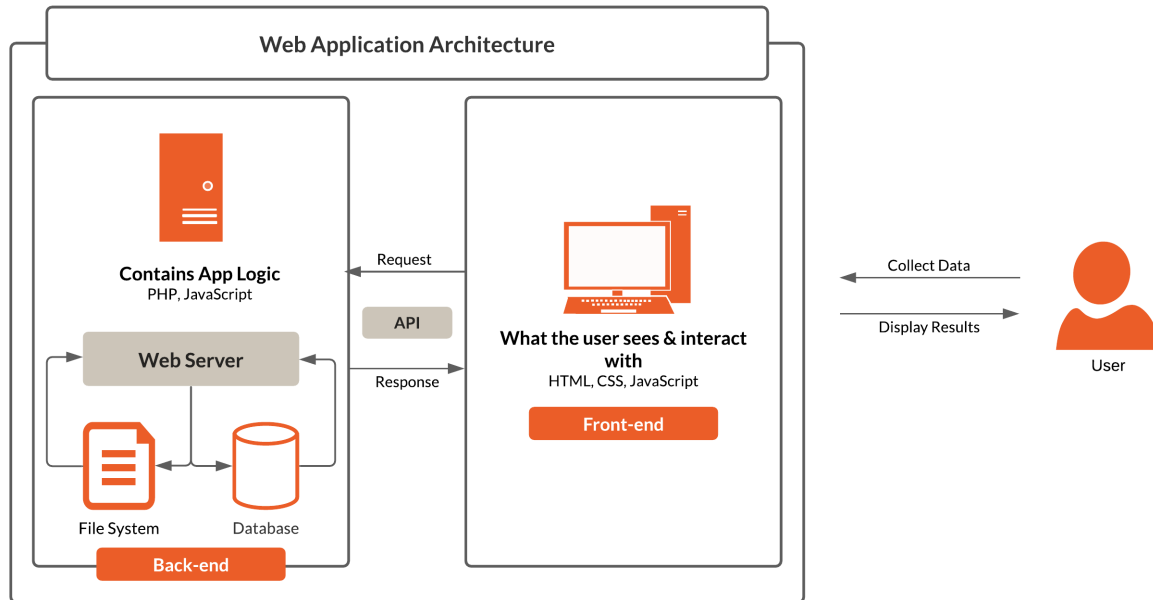 Web Application Architecture
Contains App Logic
PHP, JavaScript
Web Server
File System
Database
Back-end
Request
API
Response
What the user sees & interact
with
HTML, CSS, JavaScript
Front-end
Collect Data
Display Results
User